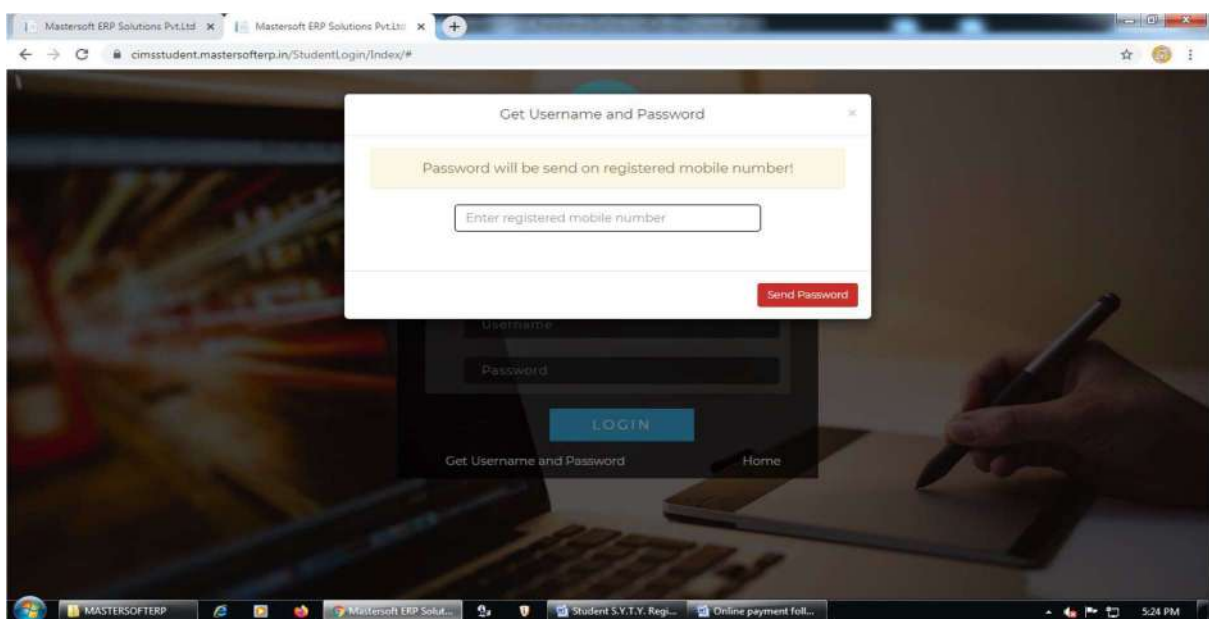 Mastersoft ERP Solutions Pvt.Ltd
Mastersoft ERP Solutions Pvt.Ltd
cimsstudent.mastersofterp.in/StudentLogin/Index/#
Get Username and Password
Password will be send on registered mobile number!
Enter registered mobile number
Send Password
Username
Password
LOGIN
Get Username and Password
Home
MASTERSOFTERP
Mastersoft ERP Solut...
Student S.Y.T.Y. Regi...
Online payment foll...
5:24 PM